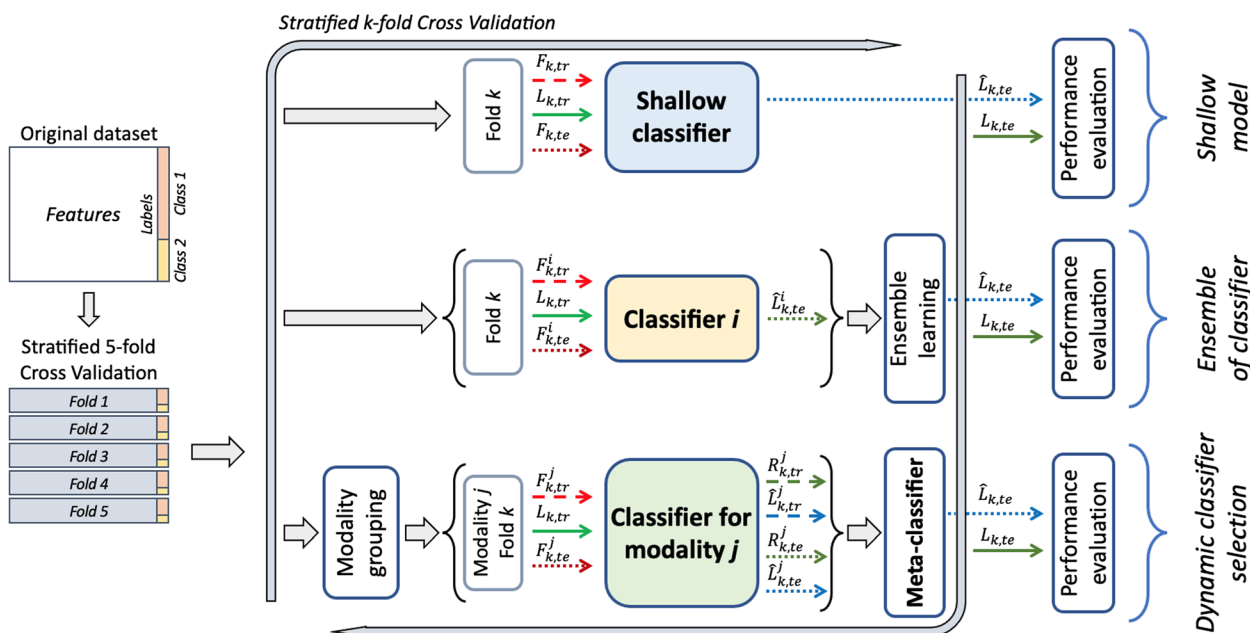 Stratified k-fold Cross Validation
Original dataset
Features
Labels
Class 1
Class 2
Stratified 5-fold
Cross Validation
Fold 1
Fold 2
Fold 3
Fold 4
Fold 5
Fold k
F_{k,tr}
L_{k,tr}
F_{k,te}
Shallow
classifier
L̂_{k,te}
L_{k,te}
Performance
evaluation
Shallow
model
Fold k
F^i_{k,tr}
L_{k,tr}
F^i_{k,te}
Classifier i
L̂^i_{k,te}
Ensemble
learning
L̂_{k,te}
L_{k,te}
Performance
evaluation
Ensemble
of classifier
Modality
grouping
Modality j
Fold k
F^j_{k,tr}
L_{k,tr}
F^j_{k,te}
Classifier for
modality j
R^j_{k,tr}
L̂^j_{k,tr}
R^j_{k,te}
L̂^j_{k,te}
Meta-classifier
L̂_{k,te}
L_{k,te}
Performance
evaluation
Dynamic classifier
selection